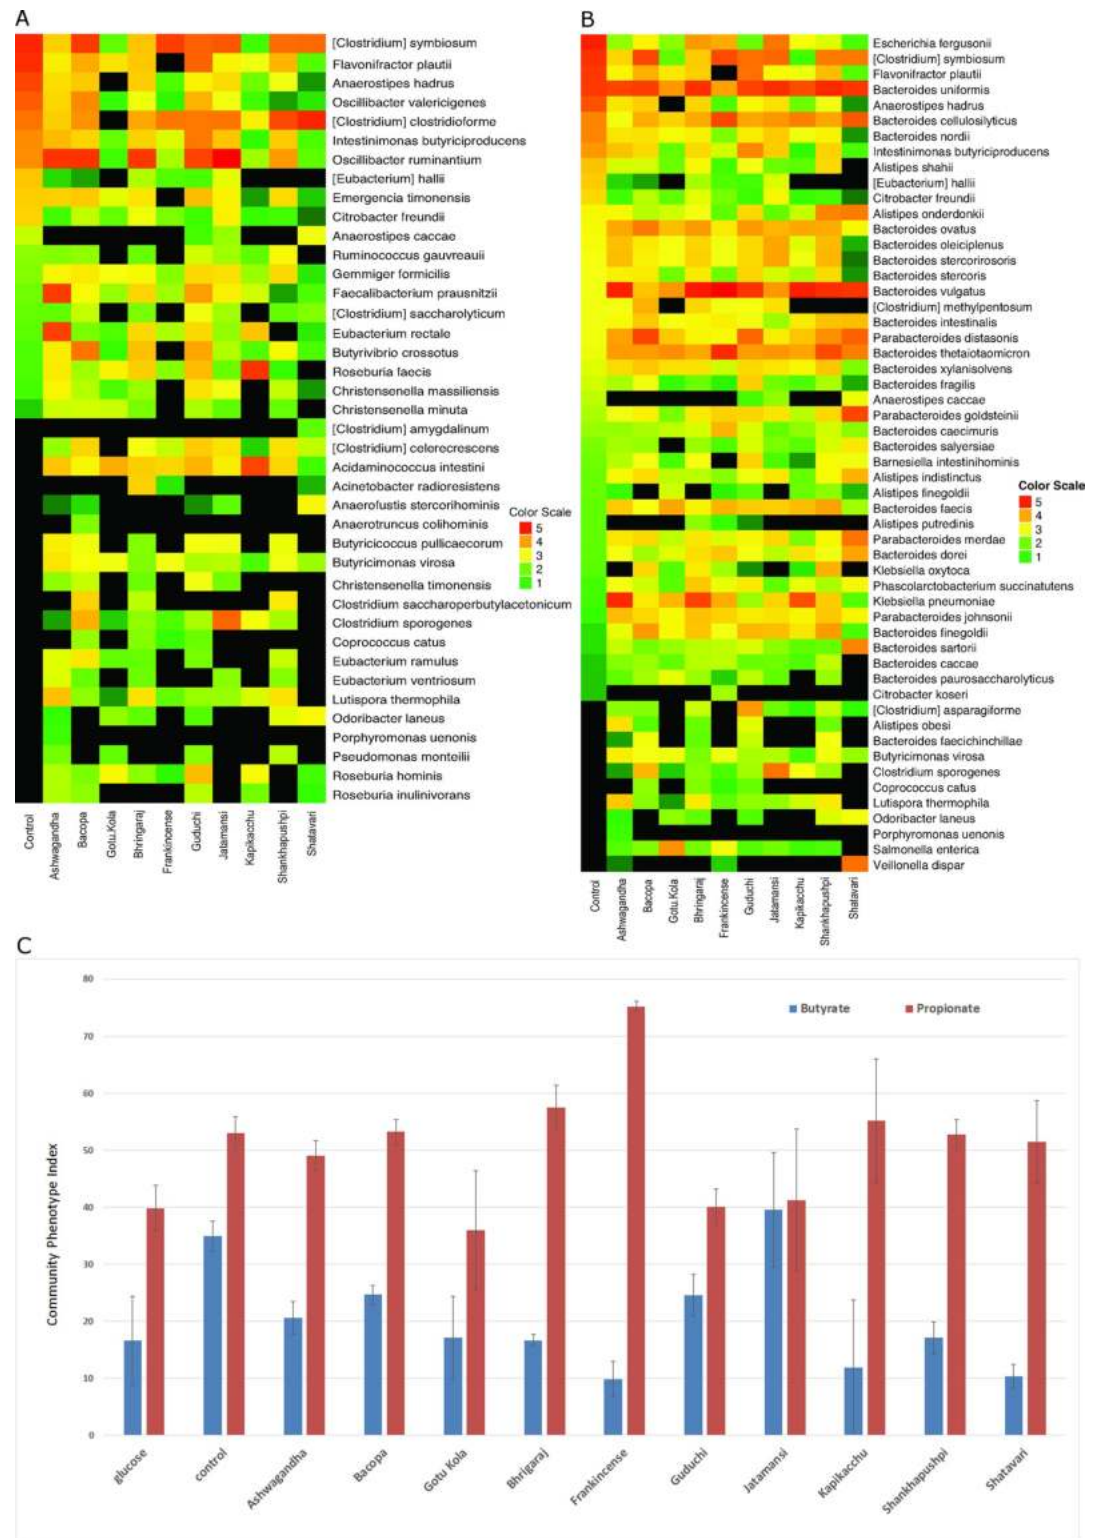 A
[Clostridium] symbiosum
Flavonifractor plautii
Anaerostipes hadrus
Oscillibacter valericigenes
[Clostridium] clostridioforme
Intestinimonas butyriciproducens
Oscillibacter ruminantium
[Eubacterium] hallii
Emergencia timonensis
Citrobacter freundii
Anaerostipes caccae
Ruminococcus gauvreauii
Gemmiger formicilis
Faecalibacterium prausnitzii
[Clostridium] saccharolyticum
Eubacterium rectale
Butyrivibrio crossotus
Roseburia faecis
Christensenella massiliensis
Christensenella minuta
[Clostridium] amygdalinum
[Clostridium] celerecrescens
Acidaminococcus intestini
Acinetobacter radioresistens
Anaerofustis stercorihominis
Anaerotruncus colihominis
Butyricicoccus pullicaecorum
Butyricimonas virosa
Christensenella timonensis
Clostridium saccharoperbutylacetonicum
Clostridium sporogenes
Coprococcus catus
Eubacterium ramulus
Eubacterium ventriosum
Lutispora thermophila
Odoribacter laneus
Porphyromonas uenonis
Pseudomonas monteilii
Roseburia hominis
Roseburia inulinivorans
Color Scale
5
4
3
2
1
Control
Ashwagandha
Bacopa
Gotu.Kola
Bhringaraj
Frankincense
Guduchi
Jatamansi
Kapikacchu
Shankhapushpi
Shatavari
B
Escherichia fergusonii
[Clostridium] symbiosum
Flavonifractor plautii
Bacteroides uniformis
Anaerostipes hadrus
Bacteroides cellulosilyticus
Bacteroides nordii
Intestinimonas butyriciproducens
Alistipes shahii
[Eubacterium] hallii
Citrobacter freundii
Alistipes onderdonkii
Bacteroides ovatus
Bacteroides oleiciplenus
Bacteroides stercorirosoris
Bacteroides stercoris
Bacteroides vulgatus
[Clostridium] methylpentosum
Bacteroides intestinalis
Parabacteroides distasonis
Bacteroides thetaiotaomicron
Bacteroides xylanisolvens
Bacteroides fragilis
Anaerostipes caccae
Parabacteroides goldsteinii
Bacteroides caecimuris
Bacteroides salyersiae
Barnesiella intestinihominis
Alistipes indistinctus
Alistipes finegoldii
Bacteroides faecis
Alistipes putredinis
Parabacteroides merdae
Bacteroides dorei
Klebsiella oxytoca
Phascolarctobacterium succinatutens
Klebsiella pneumoniae
Parabacteroides johnsonii
Bacteroides finegoldii
Bacteroides sartorii
Bacteroides caccae
Bacteroides paurosaccharolyticus
Citrobacter koseri
[Clostridium] asparagiforme
Alistipes obesi
Bacteroides faecichinchillae
Butyricimonas virosa
Clostridium sporogenes
Coprococcus catus
Lutispora thermophila
Odoribacter laneus
Porphyromonas uenonis
Salmonella enterica
Veillonella dispar
Color Scale
5
4
3
2
1
Control
Ashwagandha
Bacopa
Gotu.Kola
Bhringaraj
Frankincense
Guduchi
Jatamansi
Kapikacchu
Shankhapushpi
Shatavari
C
Community Phenotype Index
80
70
60
50
40
30
20
10
0
Butyrate
Propionate
glucose
control
Ashwagandha
Bacopa
Gotu Kola
Bhrigaraj
Frankincense
Guduchi
Jatamansi
Kapikacchu
Shankhapushpi
Shatavari